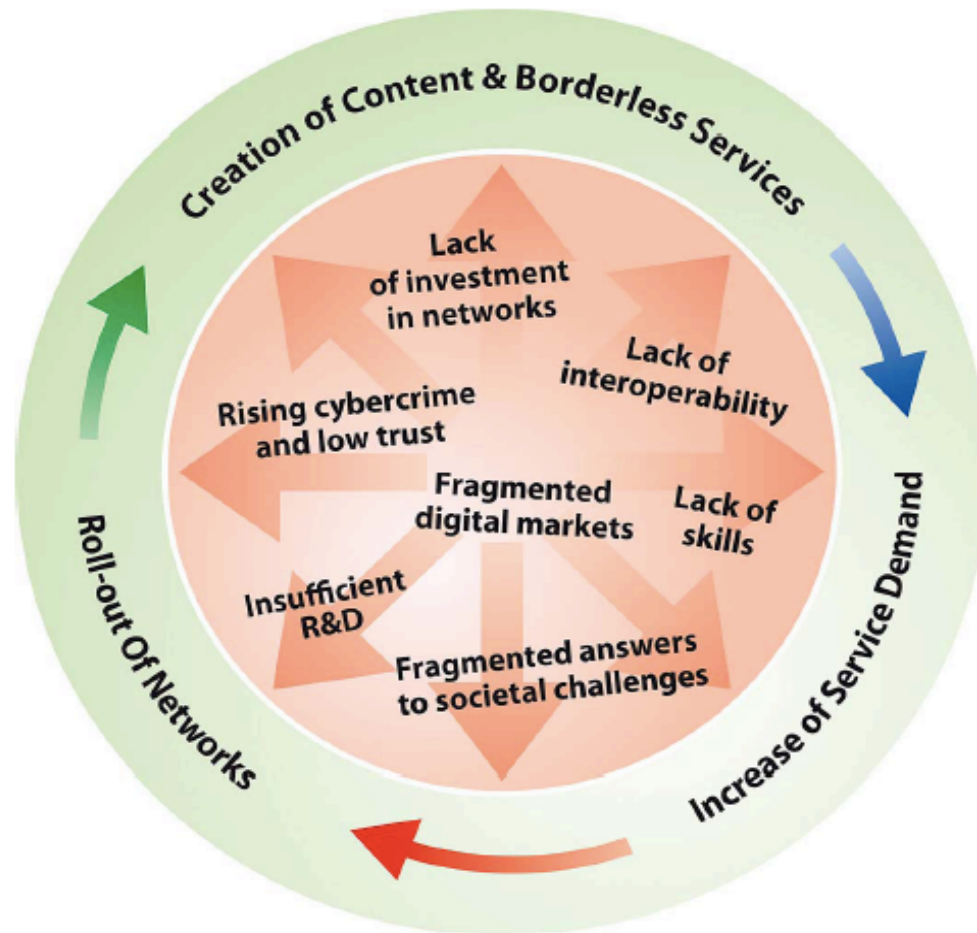 Creation of Content & Borderless Services
Lack
of investment
in networks
Lack of
interoperability
Rising cybercrime
and low trust
Fragmented
digital markets
Lack of
skills
Insufficient
R&D
Fragmented answers
to societal challenges
Increase of Service Demand
Roll-out Of Networks